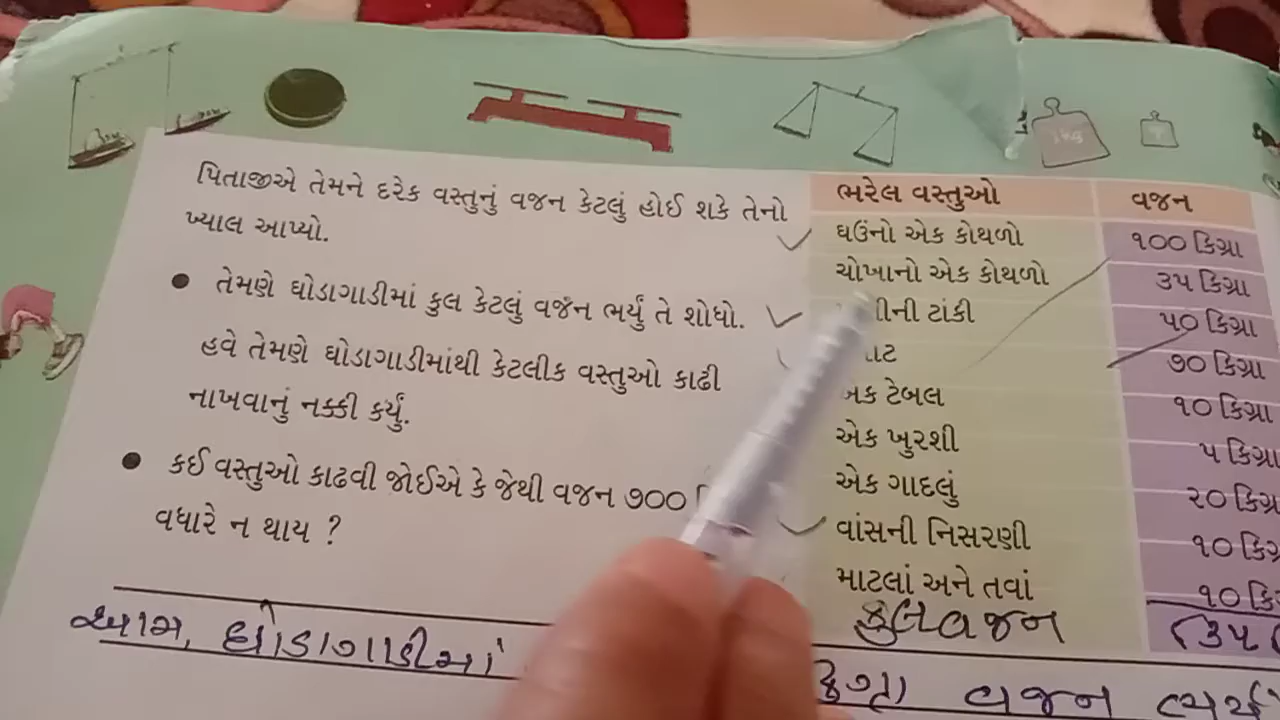 પિતાજીએ તેમને દરેક વસ્તુનું વજન કેટલું હોઈ શકે તેનો
ખ્યાલ આપ્યો.
● તેમણે ઘોડાગાડીમાં કુલ કેટલું વજન ભર્યું તે શોધો.
હવે તેમણે ઘોડાગાડીમાંથી કેટલીક વસ્તુઓ કાઢી
નાખવાનું નક્કી કર્યું.
● કઈ વસ્તુઓ કાઢવી જોઈએ કે જેથી વજન ૭૦૦
વધારે ન થાય ?
ભરેલ વસ્તુઓ વજન
ઘઉંનો એક કોથળો ૧૦૦ કિગ્રા
ચોખાનો એક કોથળો ૩૫ કિગ્રા
ટાંકી ૫૦ કિગ્રા
૭૦ કિગ્રા
ટેબલ ૧૦ કિગ્રા
એક ખુરશી ૫ કિગ્રા
એક ગાદલું ૨૦ કિગ્રા
વાંસની નિસરણી ૧૦ કિગ્ર
માટલાં અને તવાં ૧૦ કિ
કુલ વજન
આમ, ઘોડાગાડીમાં
વજન